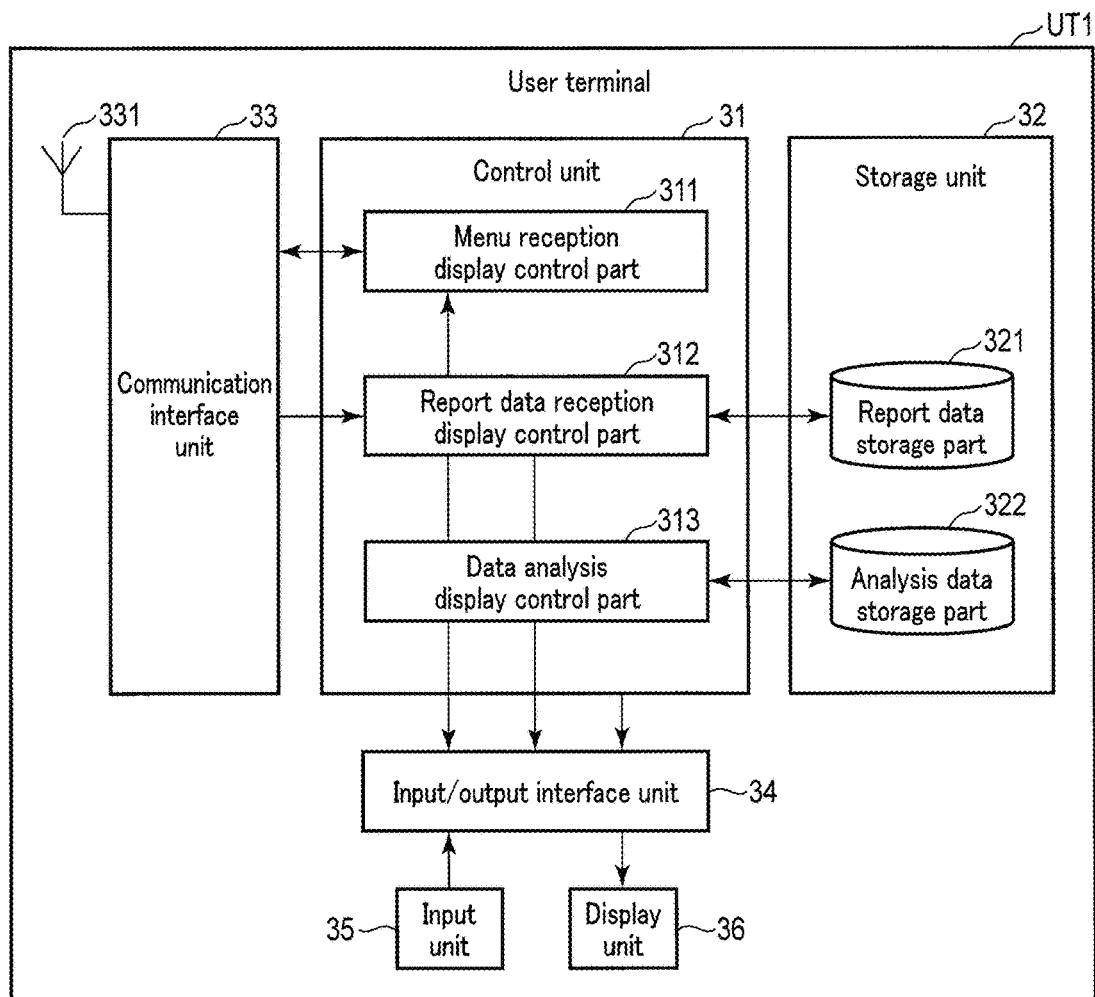 UT1
User terminal
331
33
31
32
Control unit
Storage unit
311
Menu reception
display control part
312
Report data reception
display control part
321
Report data
storage part
Communication
interface
unit
313
Data analysis
display control part
322
Analysis data
storage part
Input/output interface unit
34
35
Input
unit
Display
unit
36